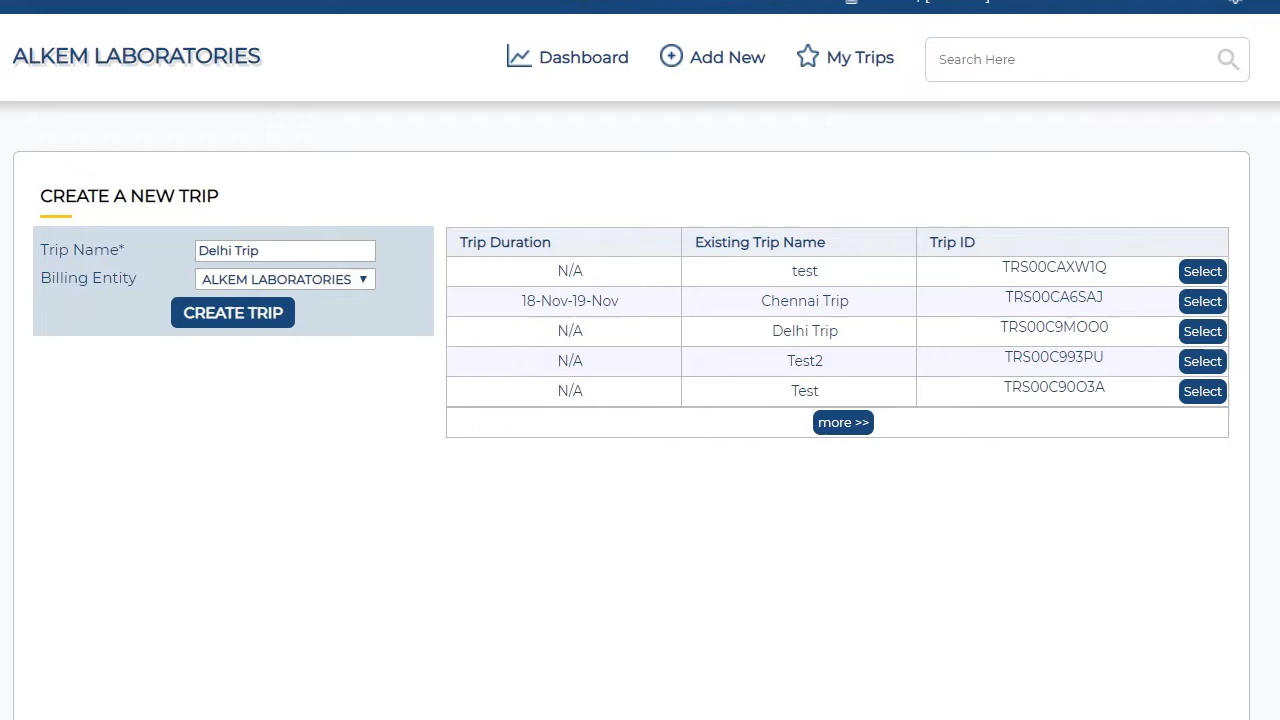 ALKEM LABORATORIES
Dashboard
Add New
My Trips
Search Here
CREATE A NEW TRIP
Trip Name*
Delhi Trip
Billing Entity
ALKEM LABORATORIES
CREATE TRIP
Trip Duration Existing Trip Name Trip ID
N/A test TRS00CAXW1Q Select
18-Nov-19-Nov Chennai Trip TRS00CA6SAJ Select
N/A Delhi Trip TRS00C9MOO0 Select
N/A Test2 TRS00C993PU Select
N/A Test TRS00C90O3A Select
more >>